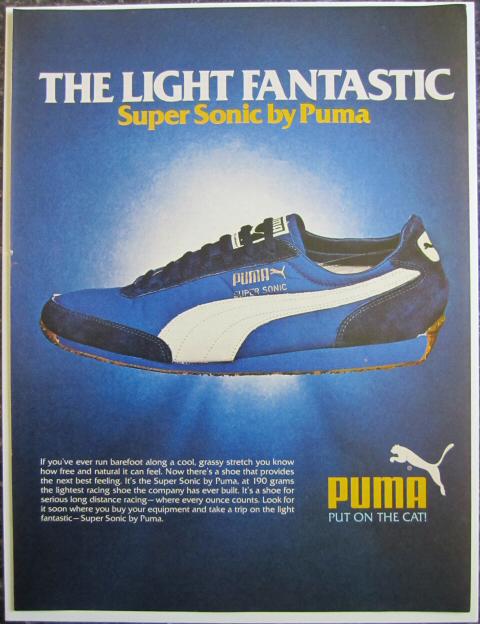 THE LIGHT FANTASTIC
Super Sonic by Puma
PUMA
SUPER SONIC
If you've ever run barefoot along a cool, grassy stretch you know
how free and natural it can feel. Now there's a shoe that provides
the next best feeling. It's the Super Sonic by Puma, at 190 grams
the lightest racing shoe the company has ever built. It's a shoe for
serious long distance racing—where every ounce counts. Look for
it soon where you buy your equipment and take a trip on the light
fantastic—Super Sonic by Puma.
PUMA
PUT ON THE CAT!